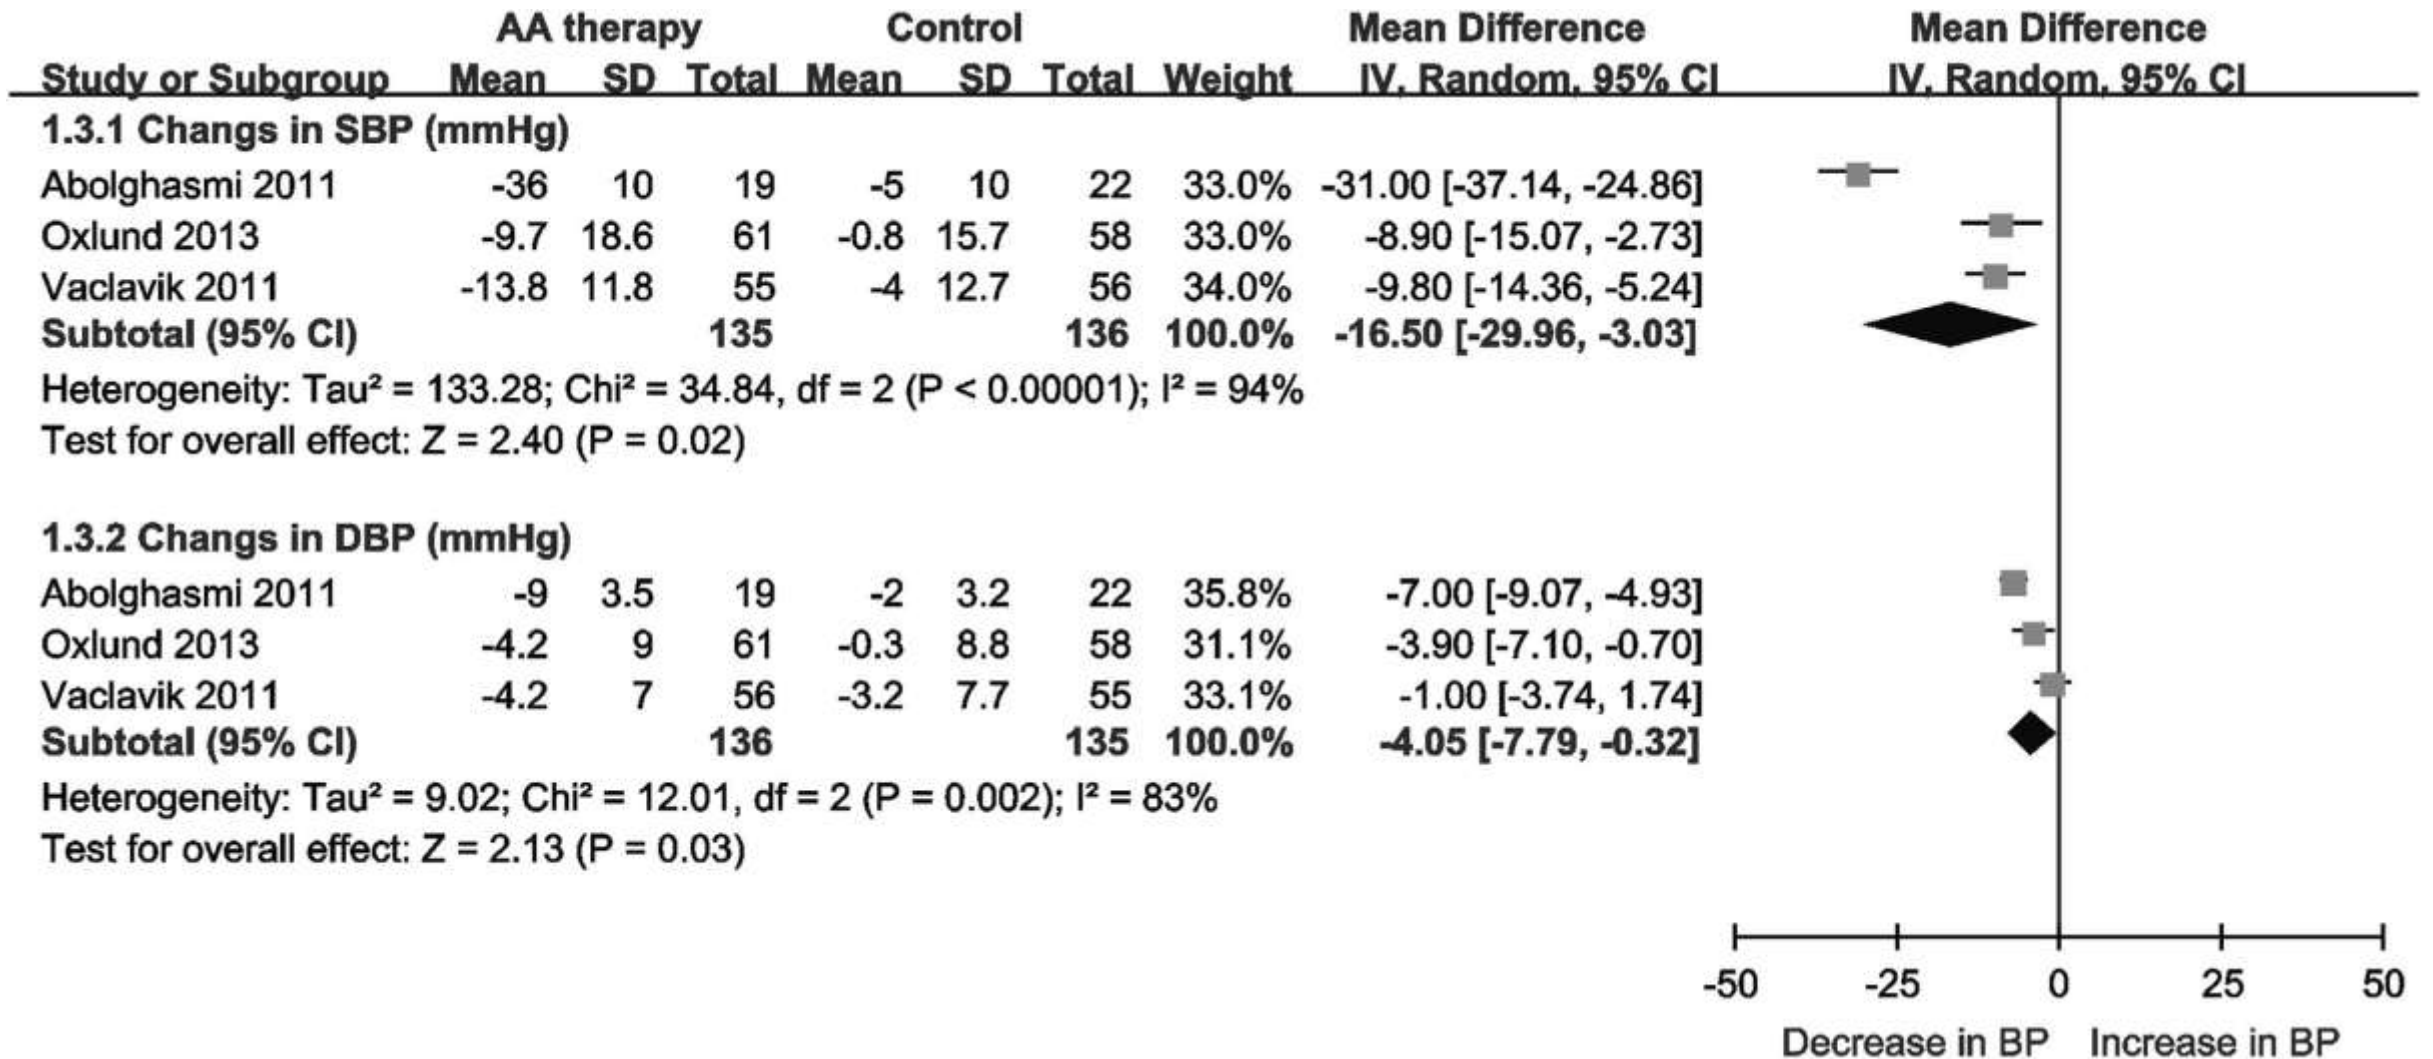 AA therapy Control Mean Difference Mean Difference
Study or Subgroup Mean SD Total Mean SD Total Weight IV, Random, 95% CI IV, Random, 95% CI
1.3.1 Changs in SBP (mmHg)
Abolghasmi 2011 -36 10 19 -5 10 22 33.0% -31.00 [-37.14, -24.86]
Oxlund 2013 -9.7 18.6 61 -0.8 15.7 58 33.0% -8.90 [-15.07, -2.73]
Vaclavik 2011 -13.8 11.8 55 -4 12.7 56 34.0% -9.80 [-14.36, -5.24]
Subtotal (95% CI) 135 136 100.0% -16.50 [-29.96, -3.03]
Heterogeneity: Tau² = 133.28; Chi² = 34.84, df = 2 (P < 0.00001); I² = 94%
Test for overall effect: Z = 2.40 (P = 0.02)
1.3.2 Changs in DBP (mmHg)
Abolghasmi 2011 -9 3.5 19 -2 3.2 22 35.8% -7.00 [-9.07, -4.93]
Oxlund 2013 -4.2 9 61 -0.3 8.8 58 31.1% -3.90 [-7.10, -0.70]
Vaclavik 2011 -4.2 7 56 -3.2 7.7 55 33.1% -1.00 [-3.74, 1.74]
Subtotal (95% CI) 136 135 100.0% -4.05 [-7.79, -0.32]
Heterogeneity: Tau² = 9.02; Chi² = 12.01, df = 2 (P = 0.002); I² = 83%
Test for overall effect: Z = 2.13 (P = 0.03)
-50 -25 0 25 50
Decrease in BP Increase in BP